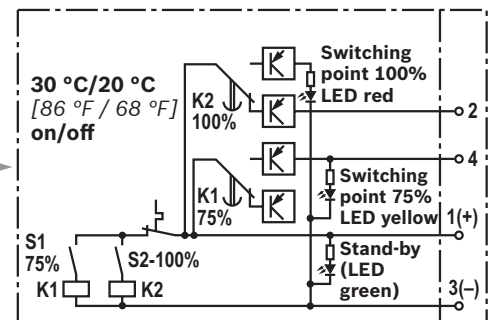 30 °C/20 °C
[86 °F / 68 °F]
on/off
K2
100%
Switching
point 100%
LED red
2
4
K1
75%
Switching
point 75%
LED yellow
1(+)
S1
75%
K1
S2-100%
K2
Stand-by
(LED
green)
3(–)